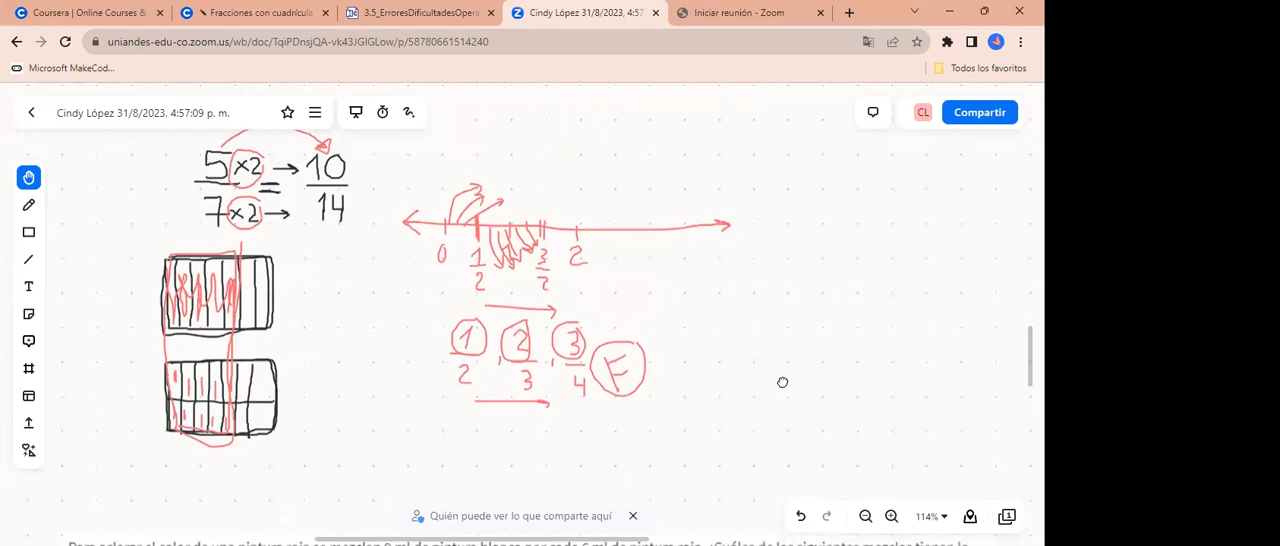 Coursera | Online Courses &
Fracciones con cuadrícula
3.5_ErroresDificultadesOpera
Cindy López 31/8/2023, 4:57
Iniciar reunión - Zoom
uniandes-edu-co.zoom.us/wb/doc/TqiPDnsjQA-vk43JGIGLow/p/58780661514240
Microsoft MakeCod...
Todos los favoritos
Cindy López 31/8/2023, 4:57:09 p. m.
CL
Compartir
5 ×2 → 10
= 
7 ×2 → 14
0 1/2 3/2 2
1/2 , 2/3 , 3/4 F
Quién puede ver lo que comparte aquí
114%
1